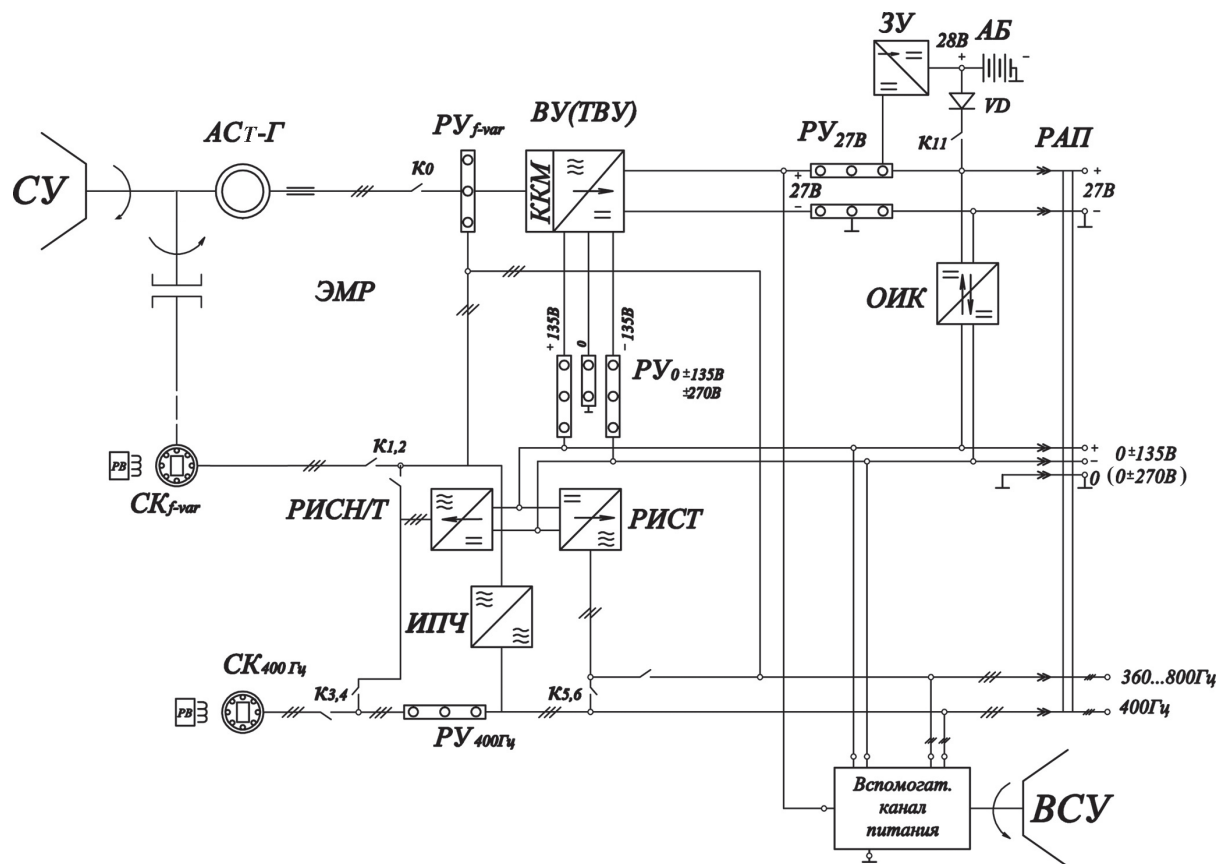 ЗУ
28В
+
АБ
−
VD
К11
АСТ-Г
РУf-var
ВУ(ТВУ)
РУ27В
РАП
СУ
К0
ККМ
+
27В
−
+
27В
−
ЭМР
ОИК
+ 135В
0
- 135В
РУ0 ±135В
±270В
К1,2
РВ
СКf-var
+
−
0
0±135В
(0±270В)
РИСН/Т
РИСТ
ИПЧ
СК400 Гц
К3,4
К5,6
360...800Гц
РВ
400Гц
РУ400Гц
Вспомогат.
канал
питания
ВСУ